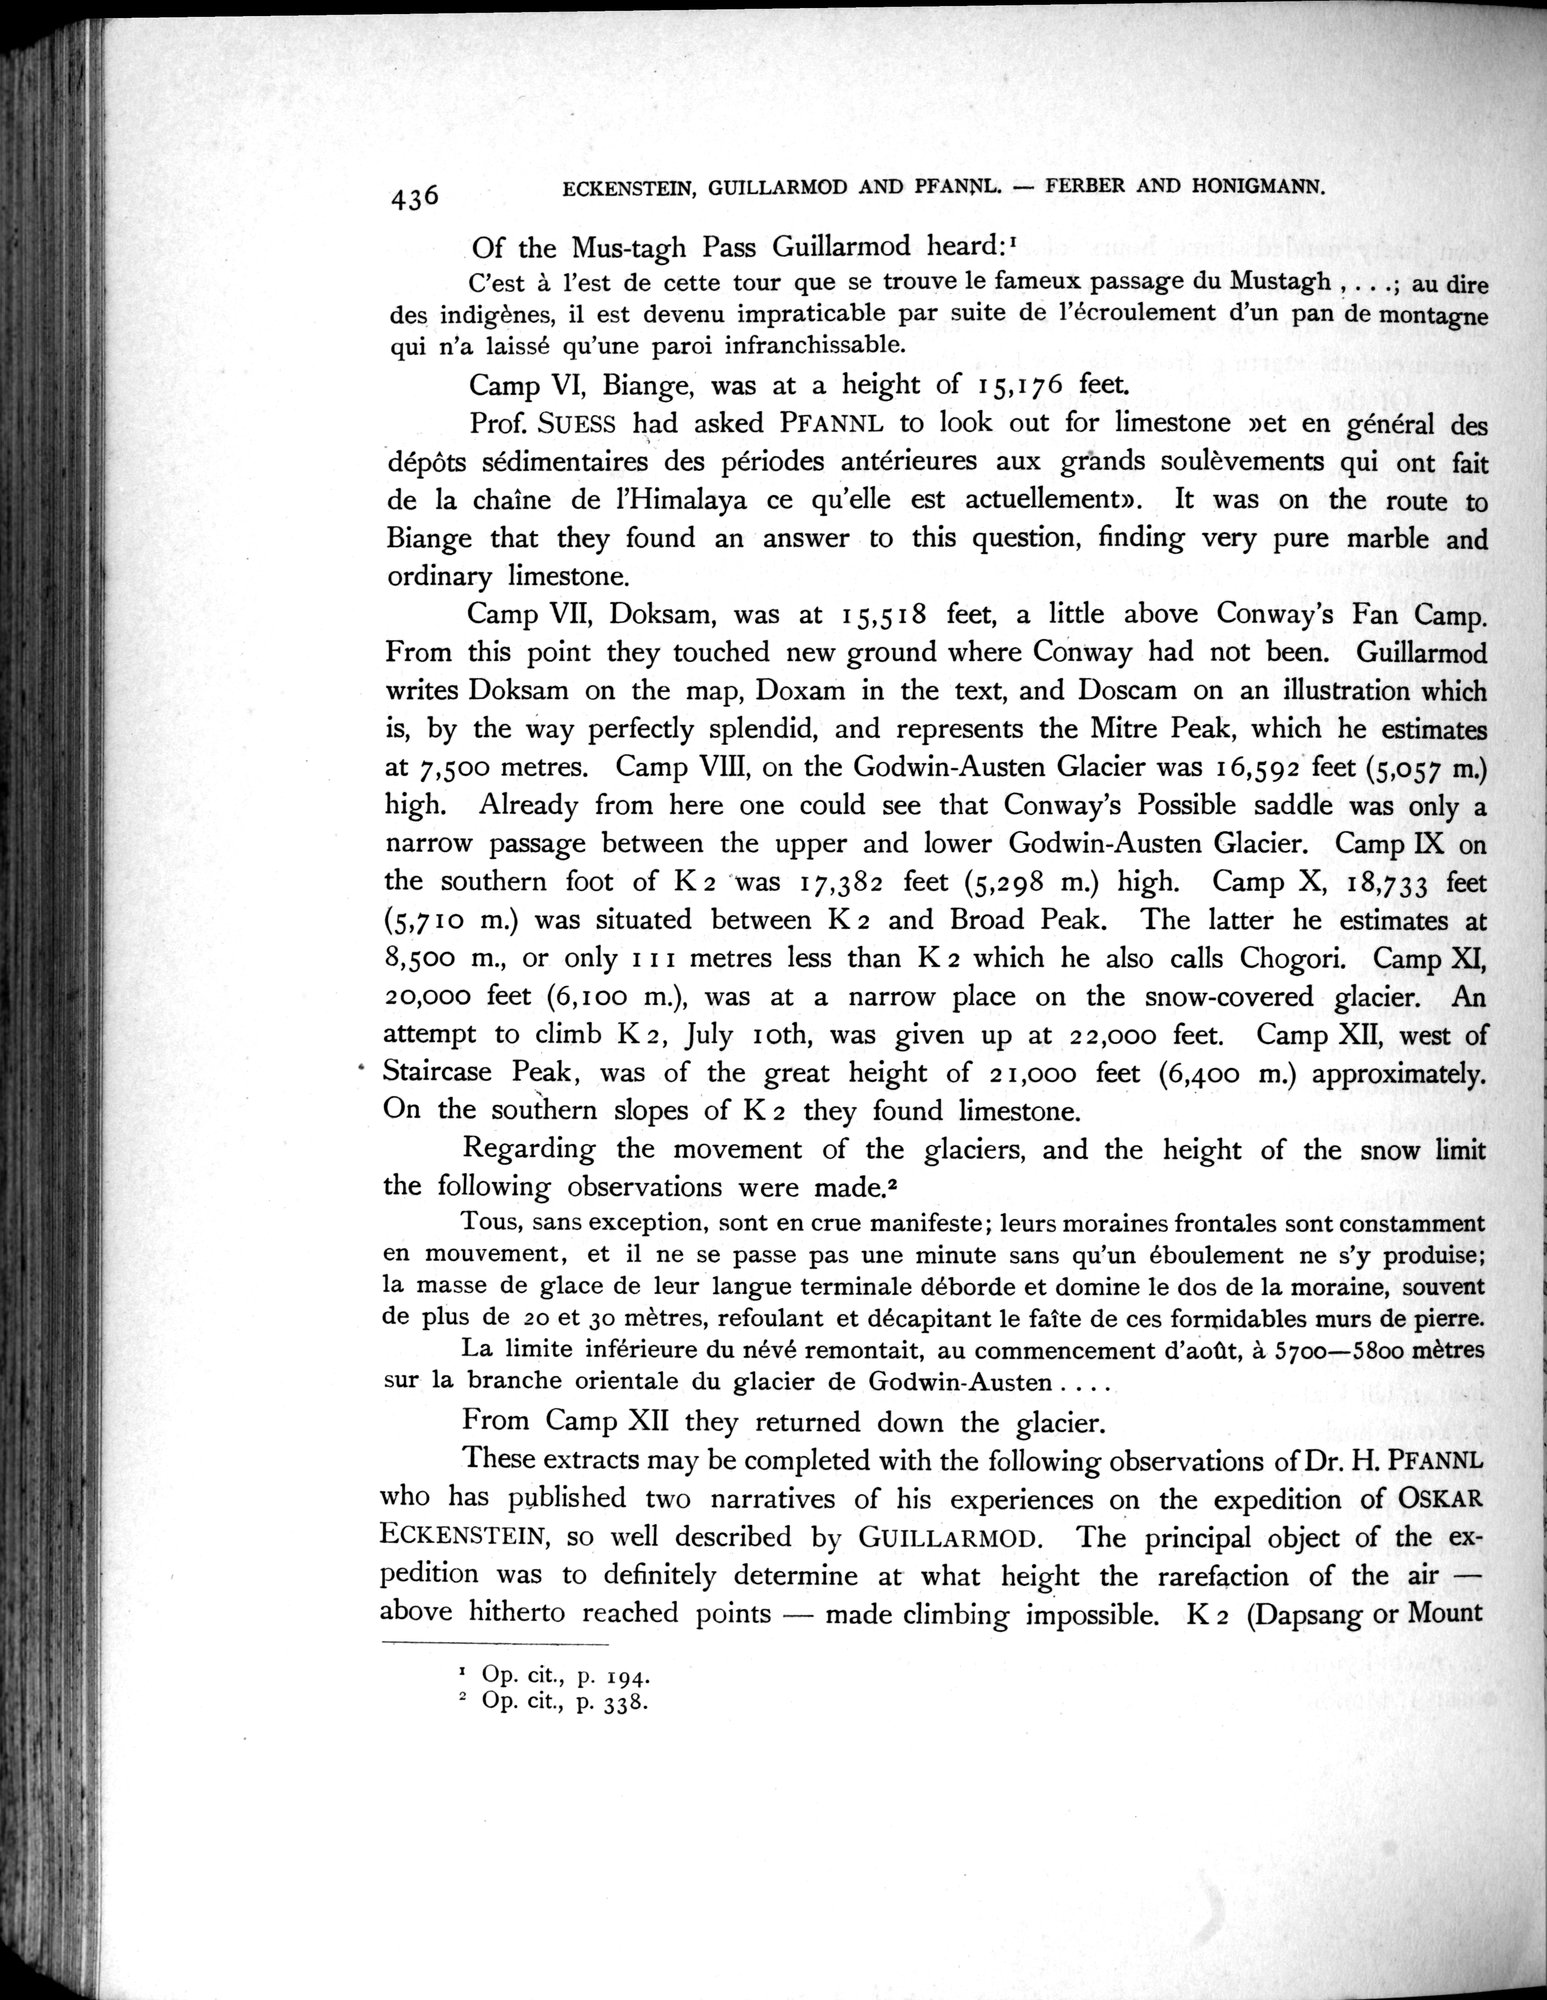 436
ECKENSTEIN, GUILLARMOD AND PFANNL. — FERBER AND HONIGMANN.
Of the Mus-tagh Pass Guillarmod heard:¹
C'est à l'est de cette tour que se trouve le fameux passage du Mustagh , . . .; au dire
des indigènes, il est devenu impraticable par suite de l'écroulement d'un pan de montagne
qui n'a laissé qu'une paroi infranchissable.
Camp VI, Biange, was at a height of 15,176 feet.
Prof. SUESS had asked PFANNL to look out for limestone »et en général des
dépôts sédimentaires des périodes antérieures aux grands soulèvements qui ont fait
de la chaîne de l'Himalaya ce qu'elle est actuellement». It was on the route to
Biange that they found an answer to this question, finding very pure marble and
ordinary limestone.
Camp VII, Doksam, was at 15,518 feet, a little above Conway's Fan Camp.
From this point they touched new ground where Conway had not been. Guillarmod
writes Doksam on the map, Doxam in the text, and Doscam on an illustration which
is, by the way perfectly splendid, and represents the Mitre Peak, which he estimates
at 7,500 metres. Camp VIII, on the Godwin-Austen Glacier was 16,592 feet (5,057 m.)
high. Already from here one could see that Conway's Possible saddle was only a
narrow passage between the upper and lower Godwin-Austen Glacier. Camp IX on
the southern foot of K 2 was 17,382 feet (5,298 m.) high. Camp X, 18,733 feet
(5,710 m.) was situated between K 2 and Broad Peak. The latter he estimates at
8,500 m., or only 111 metres less than K 2 which he also calls Chogori. Camp XI,
20,000 feet (6,100 m.), was at a narrow place on the snow-covered glacier. An
attempt to climb K 2, July 10th, was given up at 22,000 feet. Camp XII, west of
Staircase Peak, was of the great height of 21,000 feet (6,400 m.) approximately.
On the southern slopes of K 2 they found limestone.
Regarding the movement of the glaciers, and the height of the snow limit
the following observations were made.²
Tous, sans exception, sont en crue manifeste; leurs moraines frontales sont constamment
en mouvement, et il ne se passe pas une minute sans qu'un éboulement ne s'y produise;
la masse de glace de leur langue terminale déborde et domine le dos de la moraine, souvent
de plus de 20 et 30 mètres, refoulant et décapitant le faîte de ces formidables murs de pierre.
La limite inférieure du névé remontait, au commencement d'août, à 5700—5800 mètres
sur la branche orientale du glacier de Godwin-Austen . . . .
From Camp XII they returned down the glacier.
These extracts may be completed with the following observations of Dr. H. PFANNL
who has published two narratives of his experiences on the expedition of OSKAR
ECKENSTEIN, so well described by GUILLARMOD. The principal object of the ex-
pedition was to definitely determine at what height the rarefaction of the air —
above hitherto reached points — made climbing impossible. K 2 (Dapsang or Mount
¹ Op. cit., p. 194.
² Op. cit., p. 338.